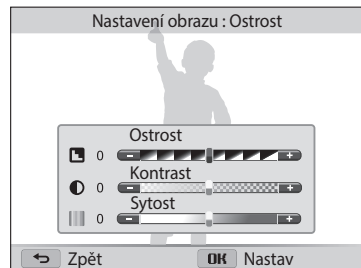 Nastavení obrazu : Ostrost
Ostrost
0 - +
Kontrast
0 - +
Sytost
0 - +
Zpět OK Nastav